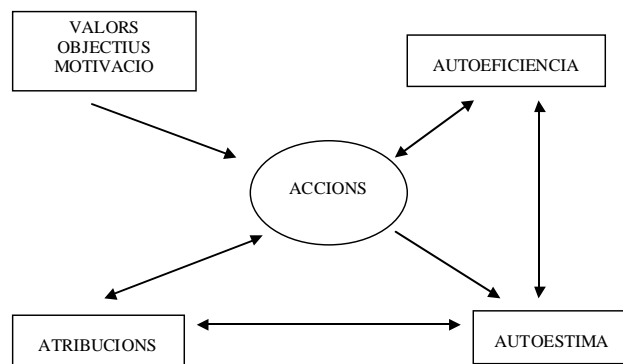 VALORS
OBJECTIUS
MOTIVACIO
AUTOEFICIENCIA
ACCIONS
ATRIBUCIONS
AUTOESTIMA